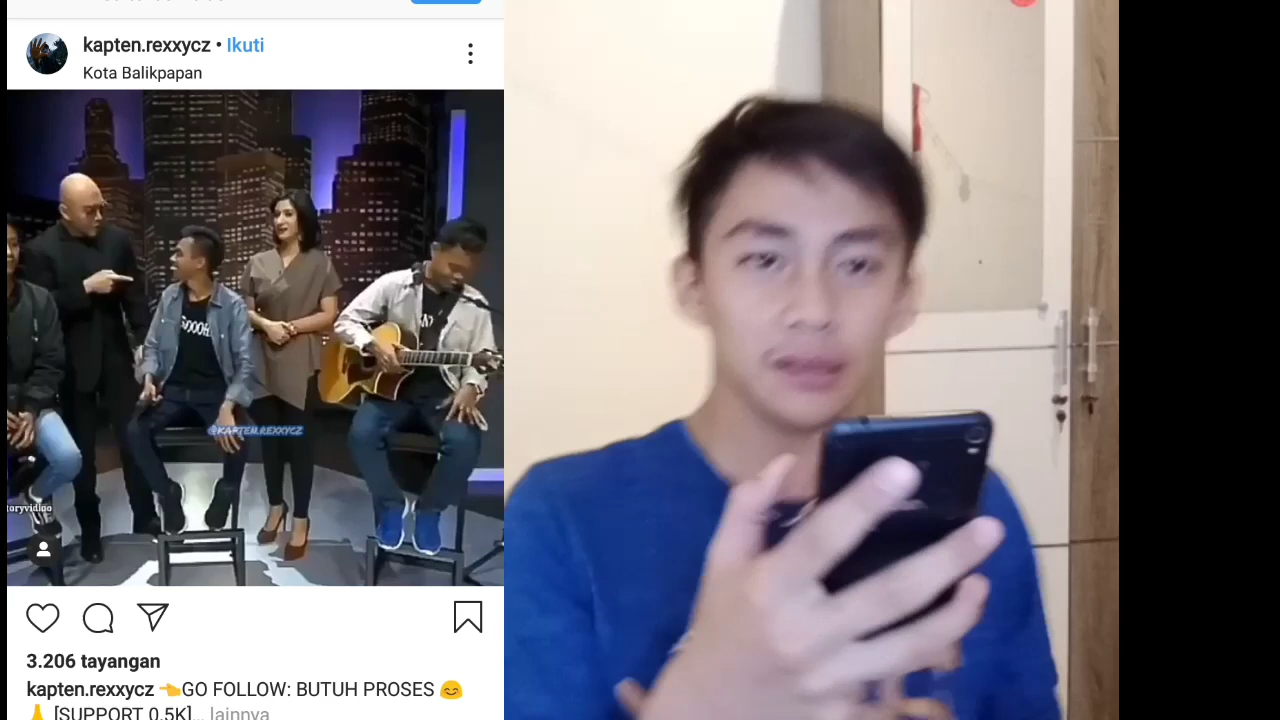 kapten.rexxycz • Ikuti
Kota Balikpapan
@KAPTEN.REXXYCZ
toryvidioo
3.206 tayangan
kapten.rexxycz 👈GO FOLLOW: BUTUH PROSES 😊
🙏 [SUPPORT 0,5K]... lainnya